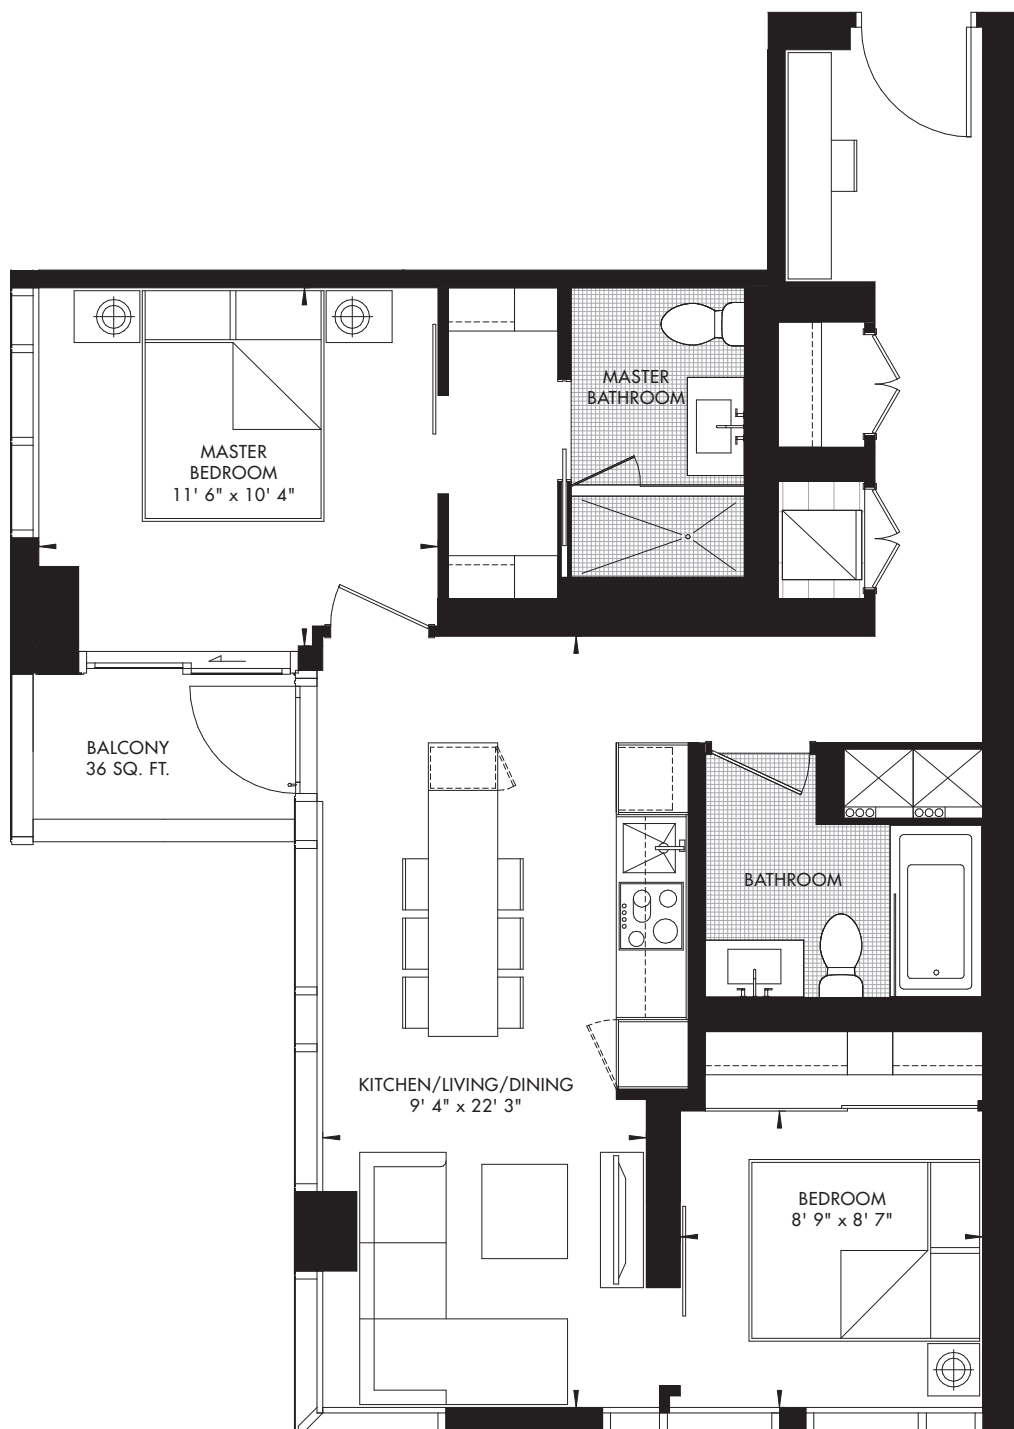 MASTER
BATHROOM
MASTER
BEDROOM
11' 6" x 10' 4"
BALCONY
36 SQ. FT.
BATHROOM
KITCHEN/LIVING/DINING
9' 4" x 22' 3"
BEDROOM
8' 9" x 8' 7"